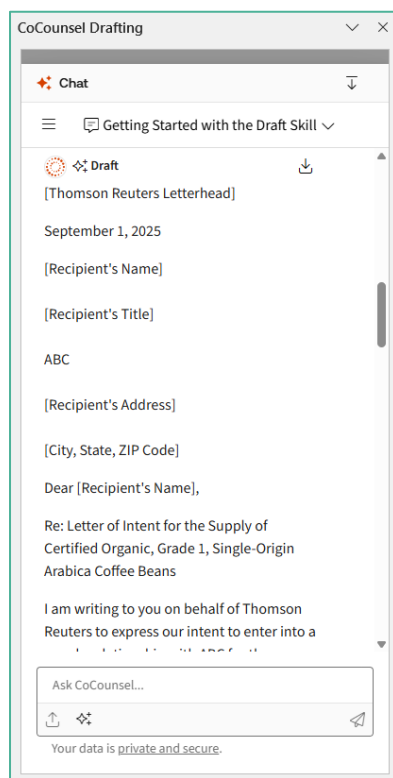 CoCounsel Drafting
Chat
Getting Started with the Draft Skill
Draft
[Thomson Reuters Letterhead]
September 1, 2025
[Recipient's Name]
[Recipient's Title]
ABC
[Recipient's Address]
[City, State, ZIP Code]
Dear [Recipient's Name],
Re: Letter of Intent for the Supply of
Certified Organic, Grade 1, Single-Origin
Arabica Coffee Beans
I am writing to you on behalf of Thomson
Reuters to express our intent to enter into a
Ask CoCounsel...
Your data is private and secure.